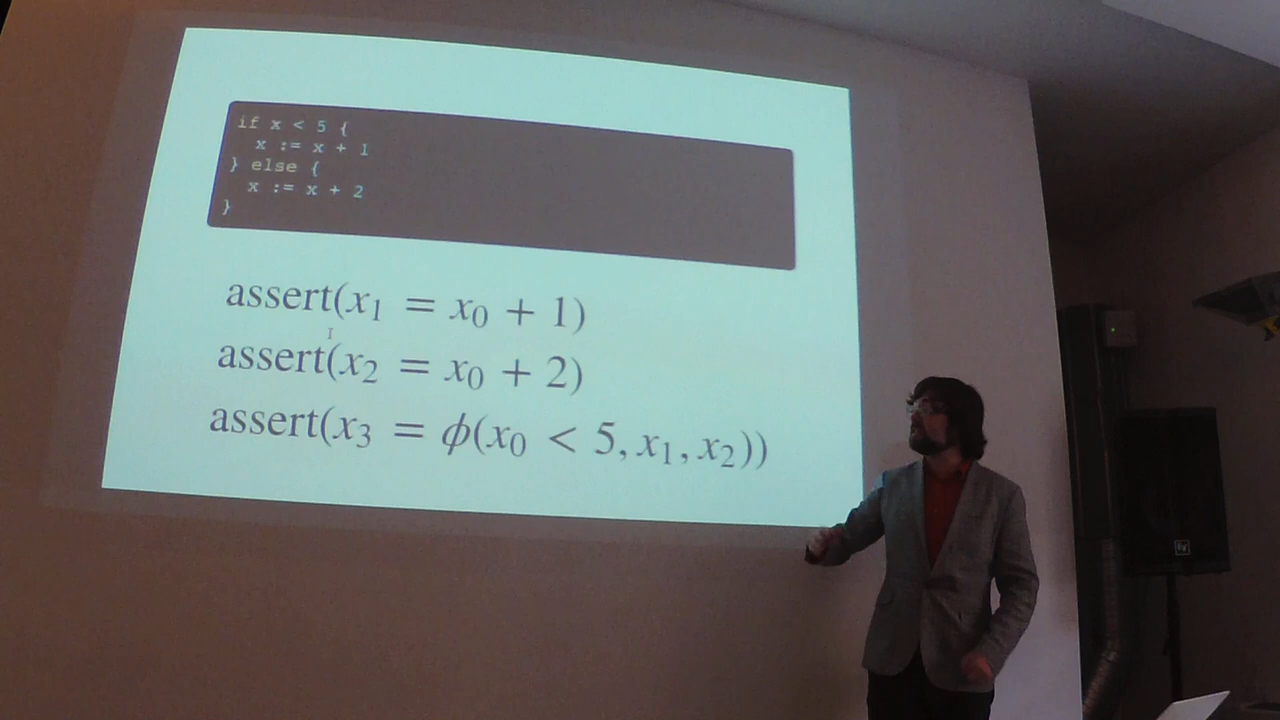 if x < 5 {
  x := x + 1
} else {
  x := x + 2
}
assert(x₁ = x₀ + 1)
assert(x₂ = x₀ + 2)
assert(x₃ = ϕ(x₀ < 5, x₁, x₂))
EV